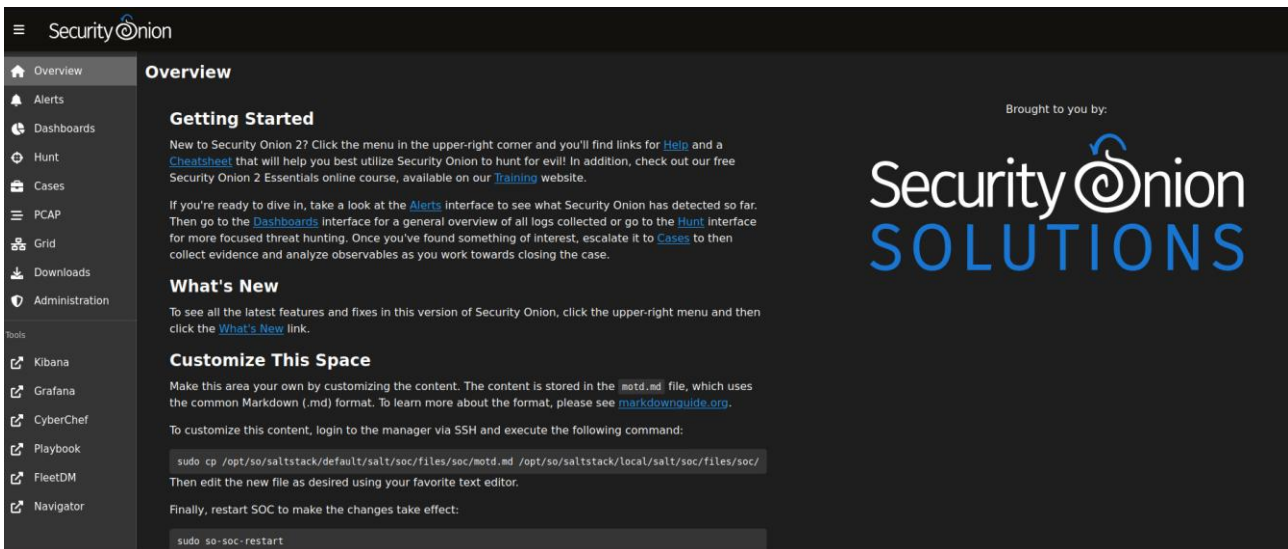 Security Onion
Overview
Alerts
Dashboards
Hunt
Cases
PCAP
Grid
Downloads
Administration
Tools
Kibana
Grafana
CyberChef
Playbook
FleetDM
Navigator
Overview
Getting Started
New to Security Onion 2? Click the menu in the upper-right corner and you'll find links for Help and a
Cheatsheet that will help you best utilize Security Onion to hunt for evil! In addition, check out our free
Security Onion 2 Essentials online course, available on our Training website.
If you're ready to dive in, take a look at the Alerts interface to see what Security Onion has detected so far.
Then go to the Dashboards interface for a general overview of all logs collected or go to the Hunt interface
for more focused threat hunting. Once you've found something of interest, escalate it to Cases to then
collect evidence and analyze observables as you work towards closing the case.
What's New
To see all the latest features and fixes in this version of Security Onion, click the upper-right menu and then
click the What's New link.
Customize This Space
Make this area your own by customizing the content. The content is stored in the motd.md file, which uses
the common Markdown (.md) format. To learn more about the format, please see markdownguide.org.
To customize this content, login to the manager via SSH and execute the following command:
sudo cp /opt/so/saltstack/default/salt/soc/files/soc/motd.md /opt/so/saltstack/local/salt/soc/files/soc/
Then edit the new file as desired using your favorite text editor.
Finally, restart SOC to make the changes take effect:
sudo so-soc-restart
Brought to you by:
Security Onion
SOLUTIONS